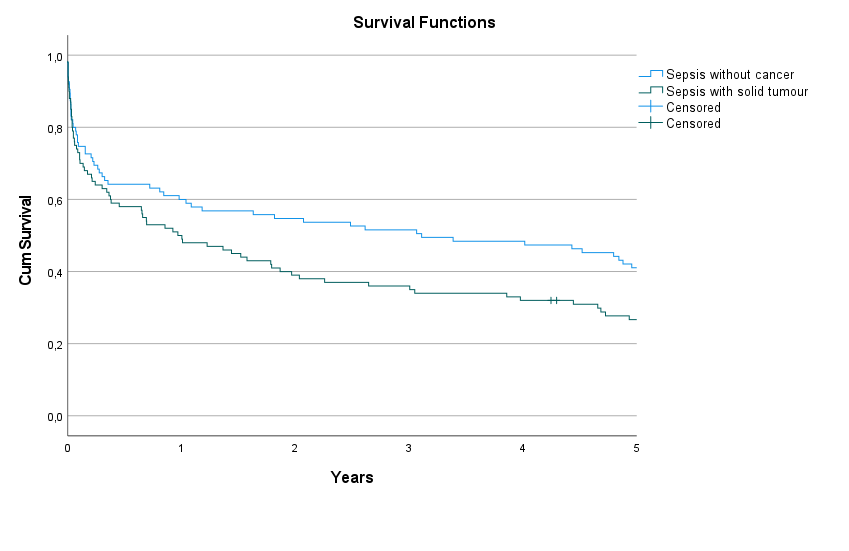 Survival Functions
1,0
0,8
0,6
0,4
0,2
0,0
Cum Survival
0 1 2 3 4 5
Years
Sepsis without cancer
Sepsis with solid tumour
Censored
Censored